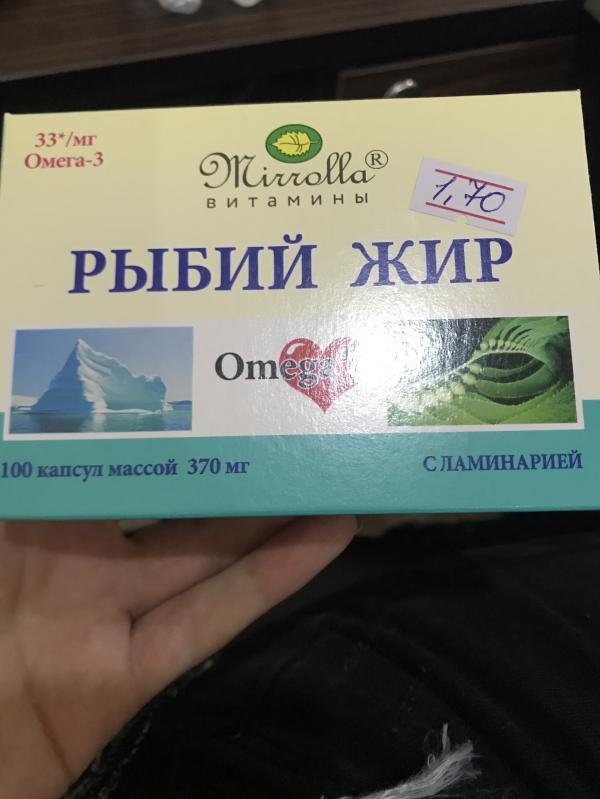 33*/мг
Омега-3
Mirrolla®
ВИТАМИНЫ
1,70
РЫБИЙ ЖИР
Omega
100 капсул массой 370 мг
С ЛАМИНАРИЕЙ